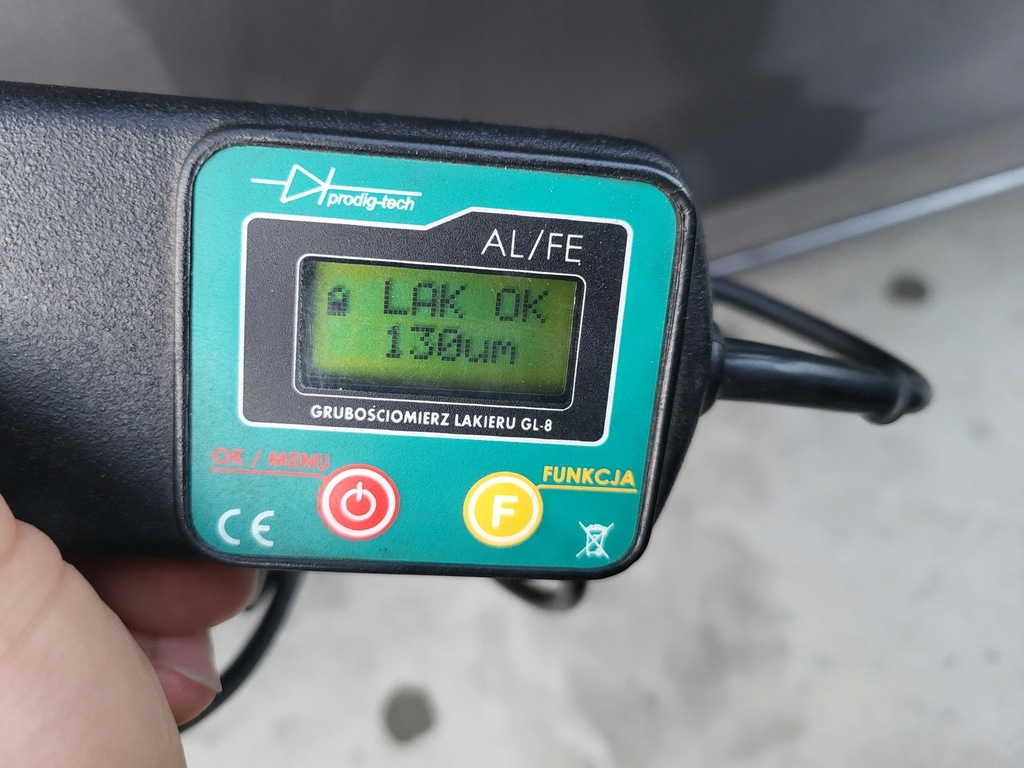 prodig-tech
AL/FE
LAK OK
130um
GRUBOŚCIOMIERZ LAKIERU GL-8
OK / MENU
FUNKCJA
F
CE